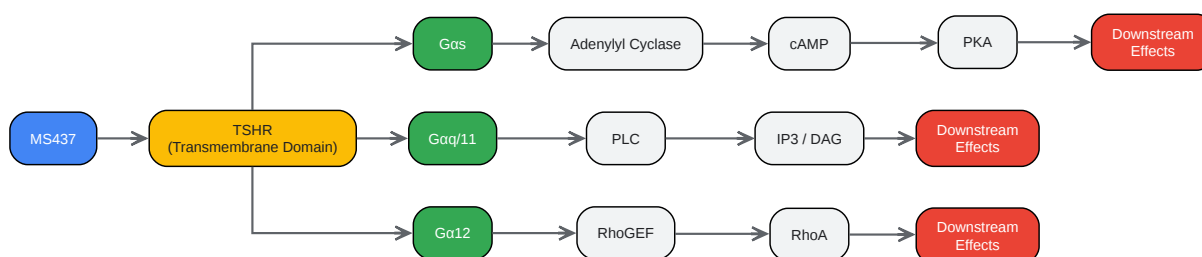 Gαs
Adenylyl Cyclase
cAMP
PKA
Downstream
Effects
MS437
TSHR
(Transmembrane Domain)
Gαq/11
PLC
IP3 / DAG
Downstream
Effects
Gα12
RhoGEF
RhoA
Downstream
Effects